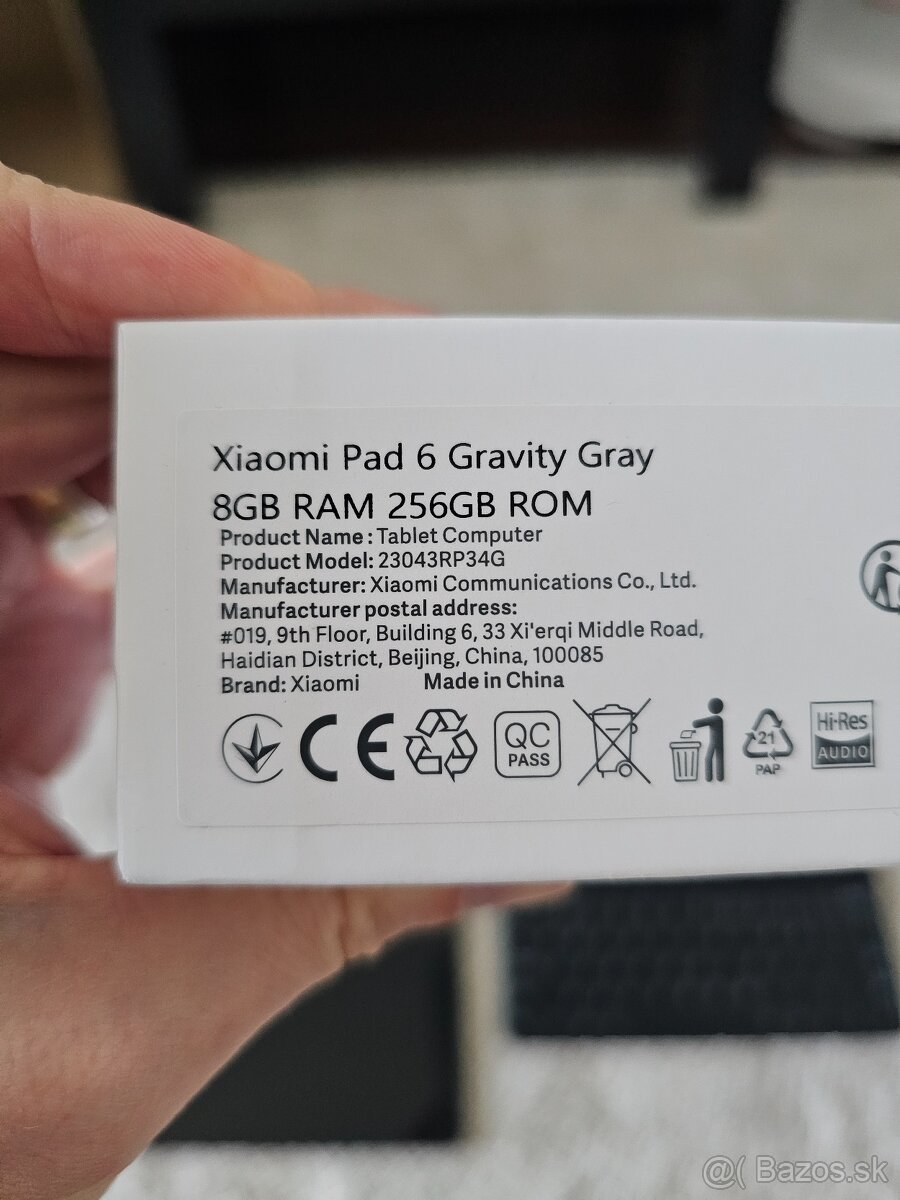 Xiaomi Pad 6 Gravity Gray
8GB RAM 256GB ROM
Product Name: Tablet Computer
Product Model: 23043RP34G
Manufacturer: Xiaomi Communications Co., Ltd.
Manufacturer postal address:
#019, 9th Floor, Building 6, 33 Xi'erqi Middle Road,
Haidian District, Beijing, China, 100085
Brand: Xiaomi Made in China
CE
QC
PASS
21
PAP
Hi-Res
AUDIO
@( Bazos.sk